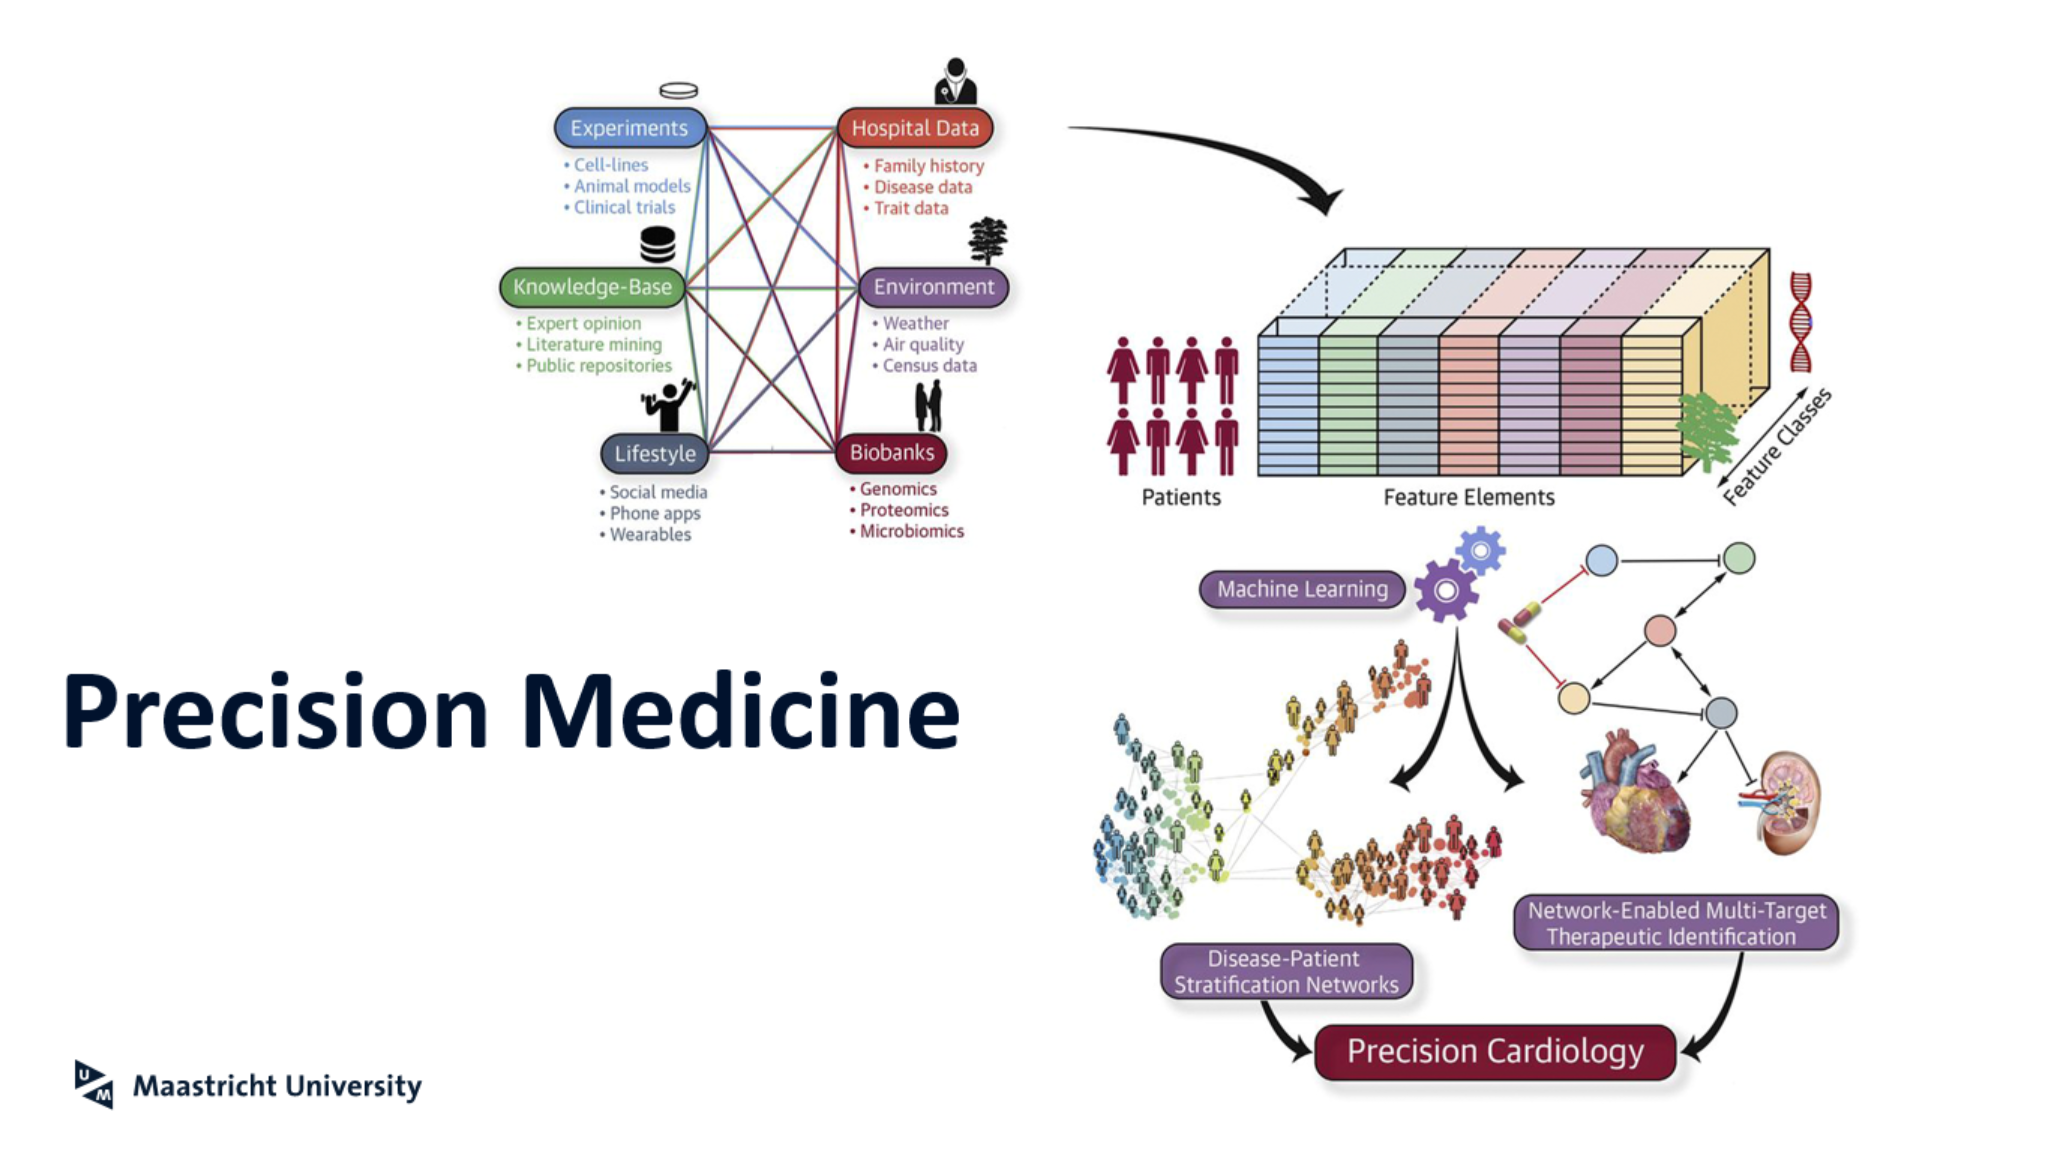 Experiments
• Cell-lines
• Animal models
• Clinical trials
Hospital Data
• Family history
• Disease data
• Trait data
Knowledge-Base
• Expert opinion
• Literature mining
• Public repositories
Environment
• Weather
• Air quality
• Census data
Lifestyle
• Social media
• Phone apps
• Wearables
Biobanks
• Genomics
• Proteomics
• Microbiomics
Patients
Feature Elements
Feature Classes
Machine Learning
Precision Medicine
Disease-Patient
Stratification Networks
Network-Enabled Multi-Target
Therapeutic Identification
Precision Cardiology
U
M
Maastricht University